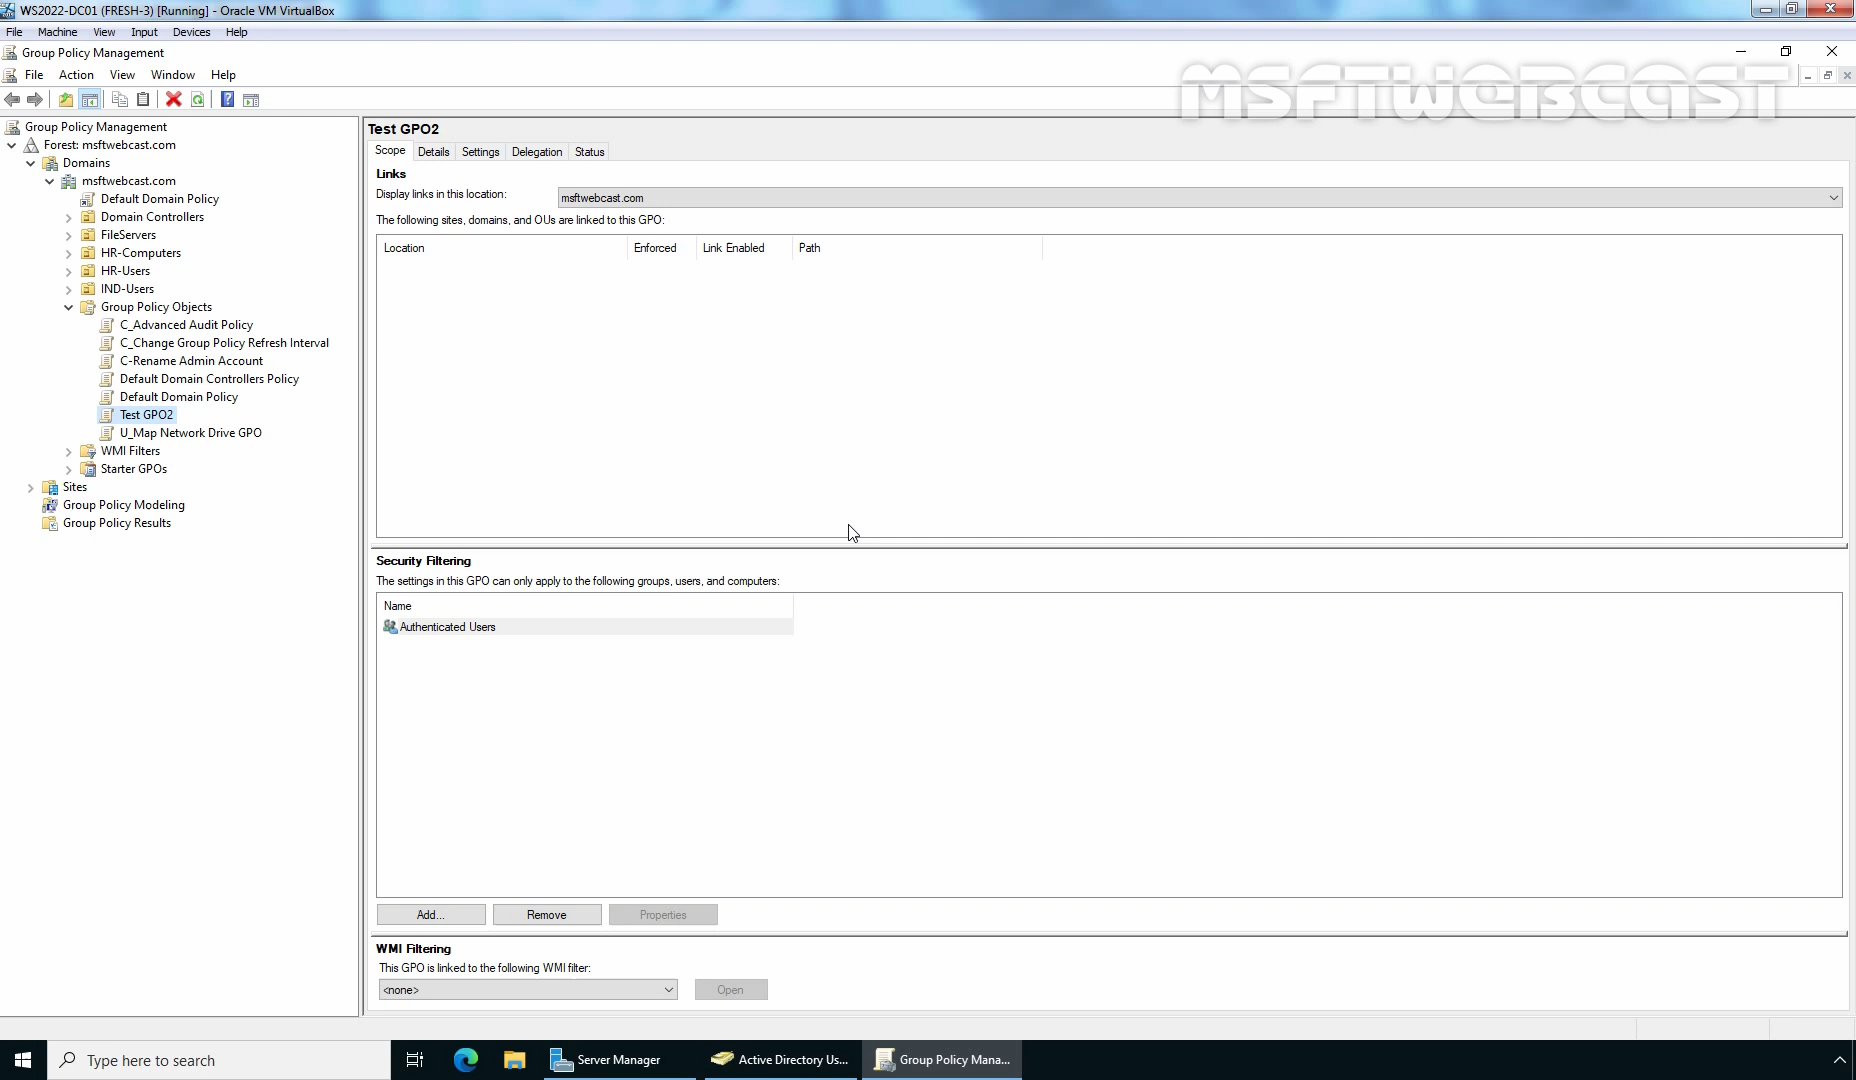 WS2022-DC01 (FRESH-3) [Running] - Oracle VM VirtualBox
File Machine View Input Devices Help
Group Policy Management
File Action View Window Help
MSFTWEBCAST
Group Policy Management
Forest: msftwebcast.com
Domains
msftwebcast.com
Default Domain Policy
Domain Controllers
FileServers
HR-Computers
HR-Users
IND-Users
Group Policy Objects
C_Advanced Audit Policy
C_Change Group Policy Refresh Interval
C-Rename Admin Account
Default Domain Controllers Policy
Default Domain Policy
Test GPO2
U_Map Network Drive GPO
WMI Filters
Starter GPOs
Sites
Group Policy Modeling
Group Policy Results
Test GPO2
Scope Details Settings Delegation Status
Links
Display links in this location: msftwebcast.com
The following sites, domains, and OUs are linked to this GPO:
Location Enforced Link Enabled Path
Security Filtering
The settings in this GPO can only apply to the following groups, users, and computers:
Name
Authenticated Users
Add... Remove Properties
WMI Filtering
This GPO is linked to the following WMI filter:
<none> Open
Type here to search Server Manager Active Directory Us... Group Policy Mana...